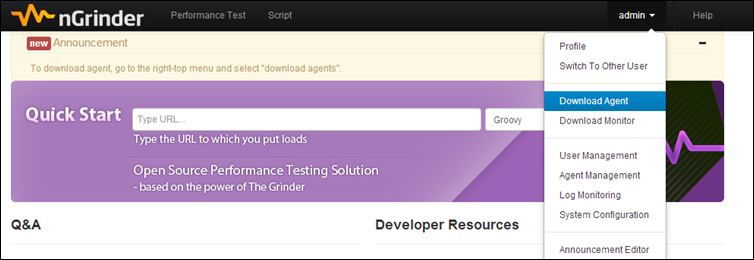 nGrinder Performance Test Script admin Help
new Announcement
To download agent, go to the right-top menu and select "download agents".
Quick Start Type URL... Groovy
Type the URL to which you put loads
Open Source Performance Testing Solution
- based on the power of The Grinder
Q&A Developer Resources
Profile
Switch To Other User
Download Agent
Download Monitor
User Management
Agent Management
Log Monitoring
System Configuration
Announcement Editor